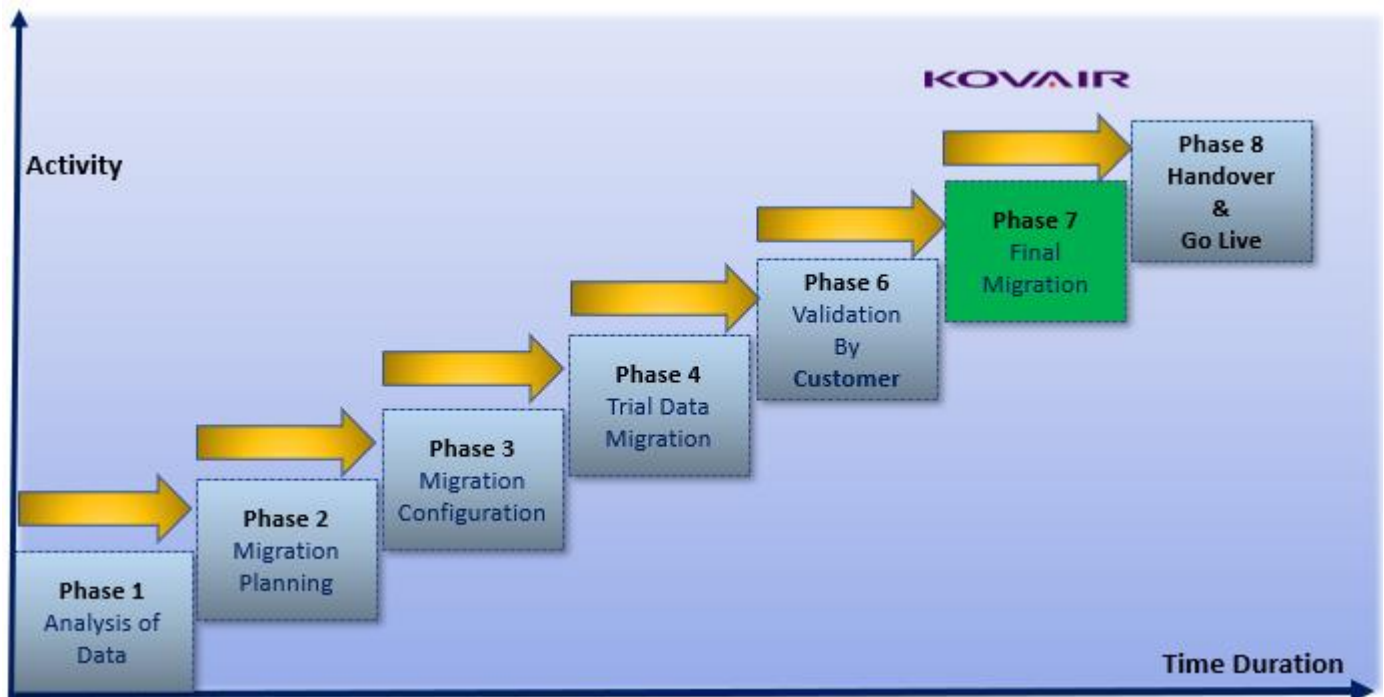 KOVAIR
Activity
Phase 8
Handover
&
Go Live
Phase 7
Final
Migration
Phase 6
Validation
By
Customer
Phase 4
Trial Data
Migration
Phase 3
Migration
Configuration
Phase 2
Migration
Planning
Phase 1
Analysis of
Data
Time Duration